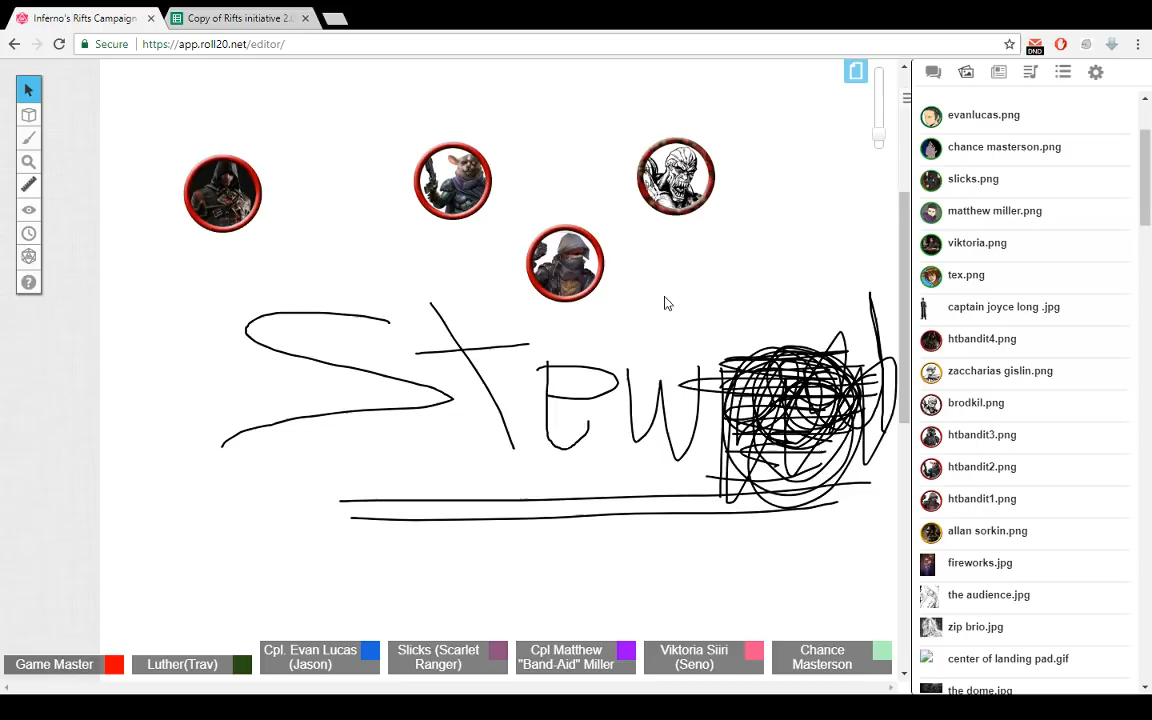 Inferno's Rifts Campaign
Copy of Rifts initiative 2.
Secure
https://app.roll20.net/editor/
DND
evanlucas.png
chance masterson.png
slicks.png
matthew miller.png
viktoria.png
tex.png
captain joyce long .jpg
htbandit4.png
zaccharias gislin.png
brodkil.png
htbandit3.png
htbandit2.png
htbandit1.png
allan sorkin.png
fireworks.jpg
the audience.jpg
zip brio.jpg
center of landing pad.gif
the dome.jpg
Stew
Game Master
Luther(Trav)
Cpl. Evan Lucas
(Jason)
Slicks (Scarlet
Ranger)
Cpl Matthew
"Band-Aid" Miller
Viktoria Siiri
(Seno)
Chance
Masterson